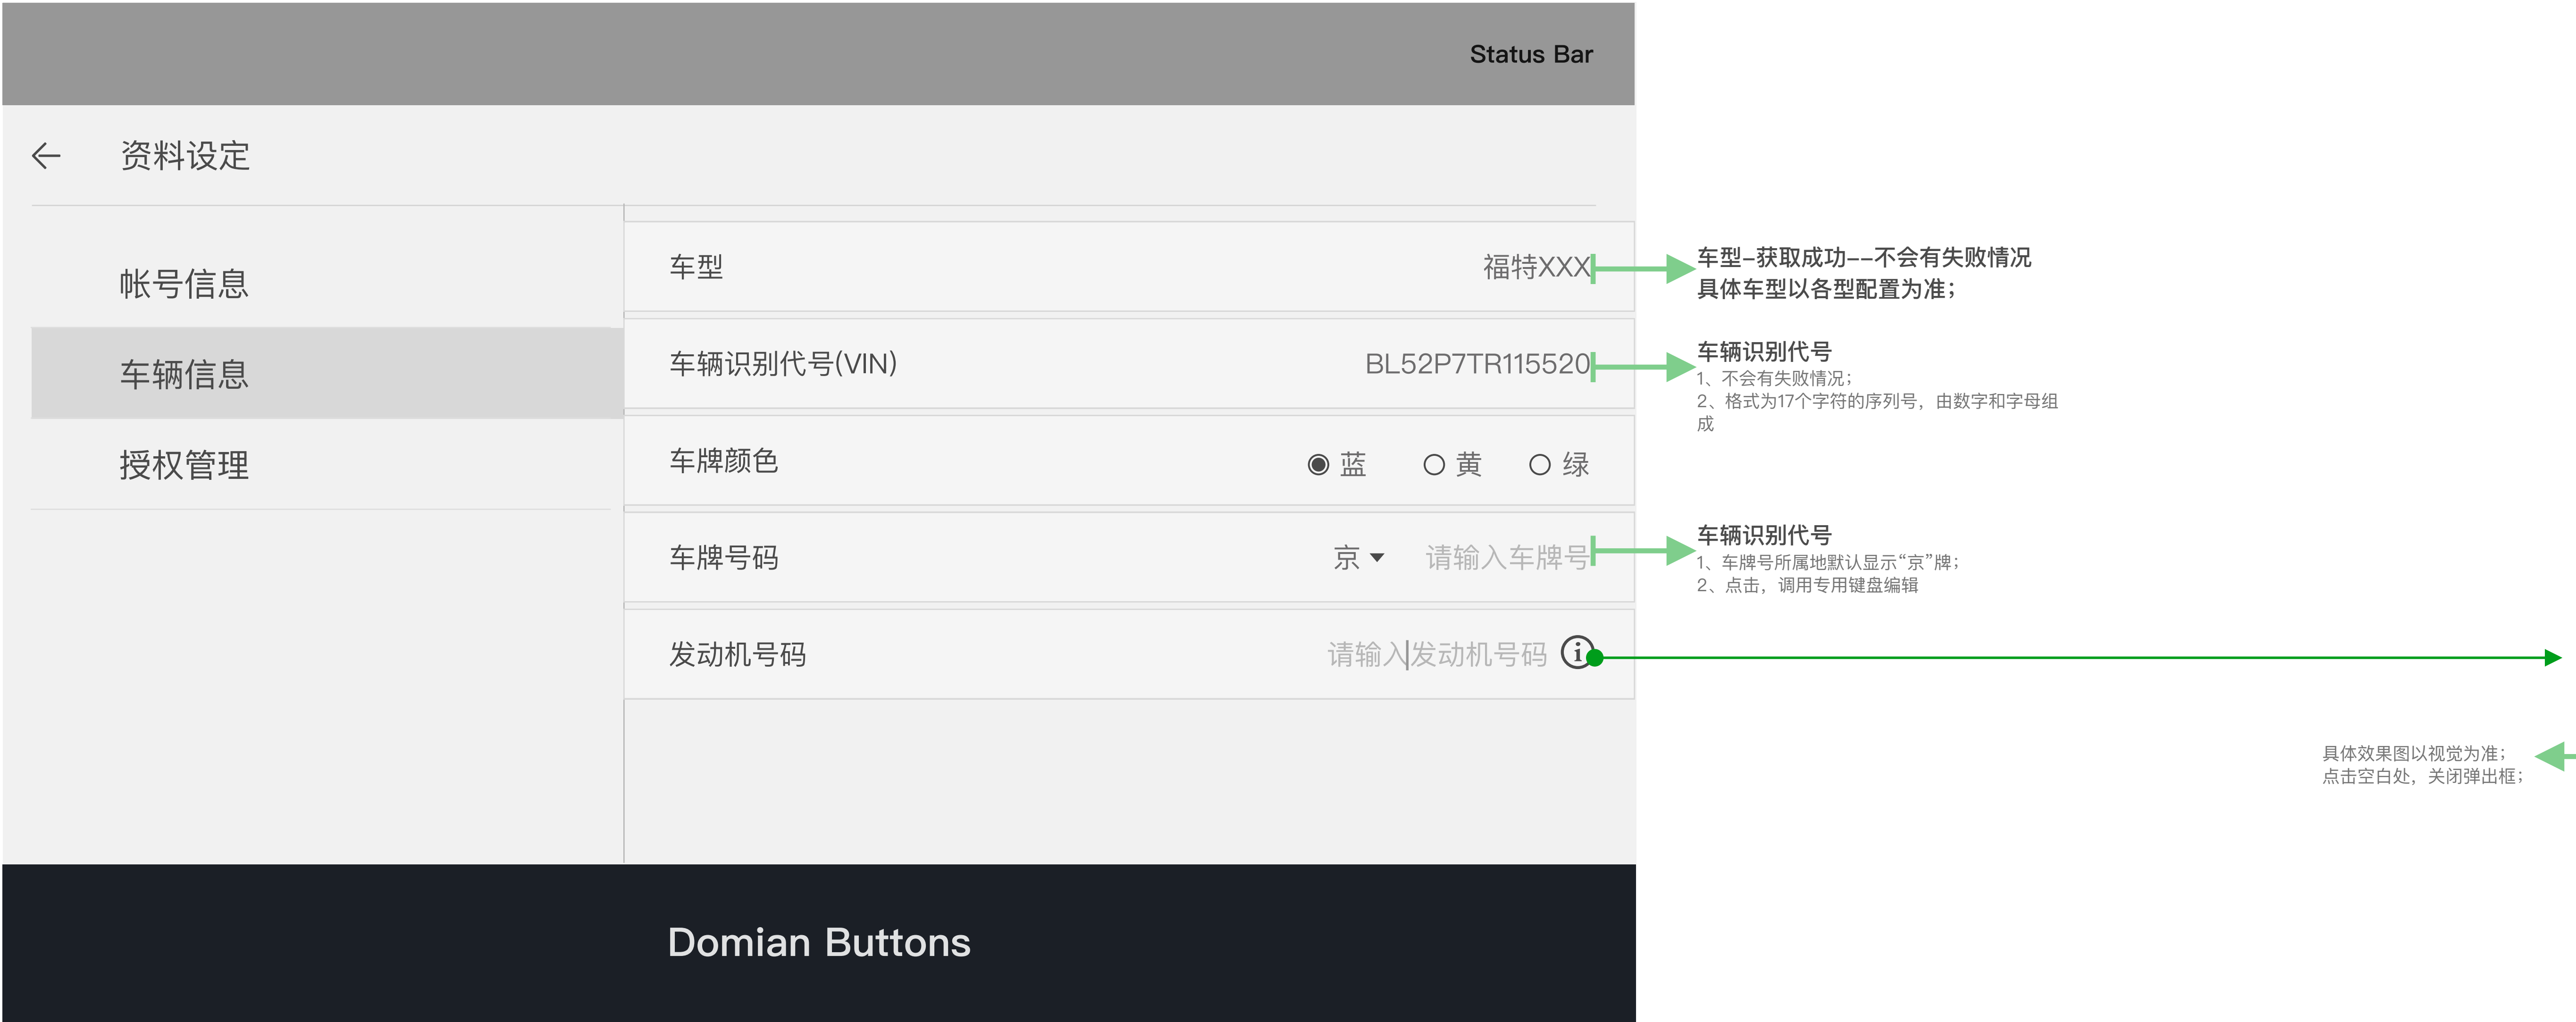 Status Bar
资料设定
帐号信息
车辆信息
授权管理
车型 福特XXX
车辆识别代号(VIN) BL52P7TR115520
车牌颜色 蓝 黄 绿
车牌号码 京 请输入车牌号
发动机号码 请输入发动机号码
车型-获取成功--不会有失败情况
具体车型以各型配置为准；
车辆识别代号
1、不会有失败情况；
2、格式为17个字符的序列号，由数字和字母组
成
车辆识别代号
1、车牌号所属地默认显示“京”牌；
2、点击，调用专用键盘编辑
具体效果图以视觉为准；
点击空白处，关闭弹出框；
Domian Buttons